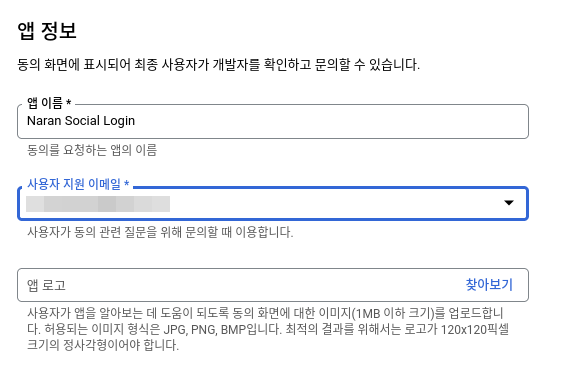 앱 정보
동의 화면에 표시되어 최종 사용자가 개발자를 확인하고 문의할 수 있습니다.
앱 이름 *
Naran Social Login
동의를 요청하는 앱의 이름
사용자 지원 이메일 *
사용자가 동의 관련 질문을 위해 문의할 때 이용합니다.
앱 로고
찾아보기
사용자가 앱을 알아보는 데 도움이 되도록 동의 화면에 대한 이미지(1MB 이하 크기)를 업로드합니
다. 허용되는 이미지 형식은 JPG, PNG, BMP입니다. 최적의 결과를 위해서는 로고가 120x120픽셀
크기의 정사각형이어야 합니다.